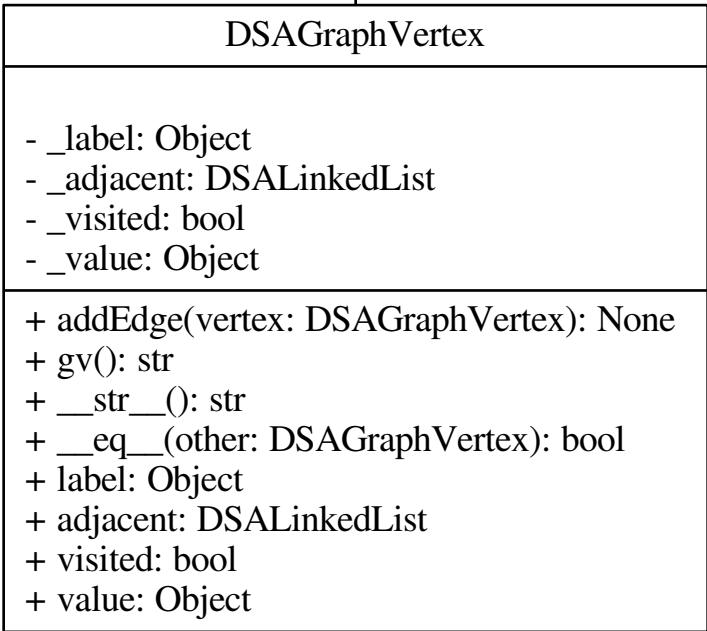 DSAGraphVertex
- _label: Object
- _adjacent: DSALinkedList
- _visited: bool
- _value: Object
+ addEdge(vertex: DSAGraphVertex): None
+ gv(): str
+ __str__(): str
+ __eq__(other: DSAGraphVertex): bool
+ label: Object
+ adjacent: DSALinkedList
+ visited: bool
+ value: Object